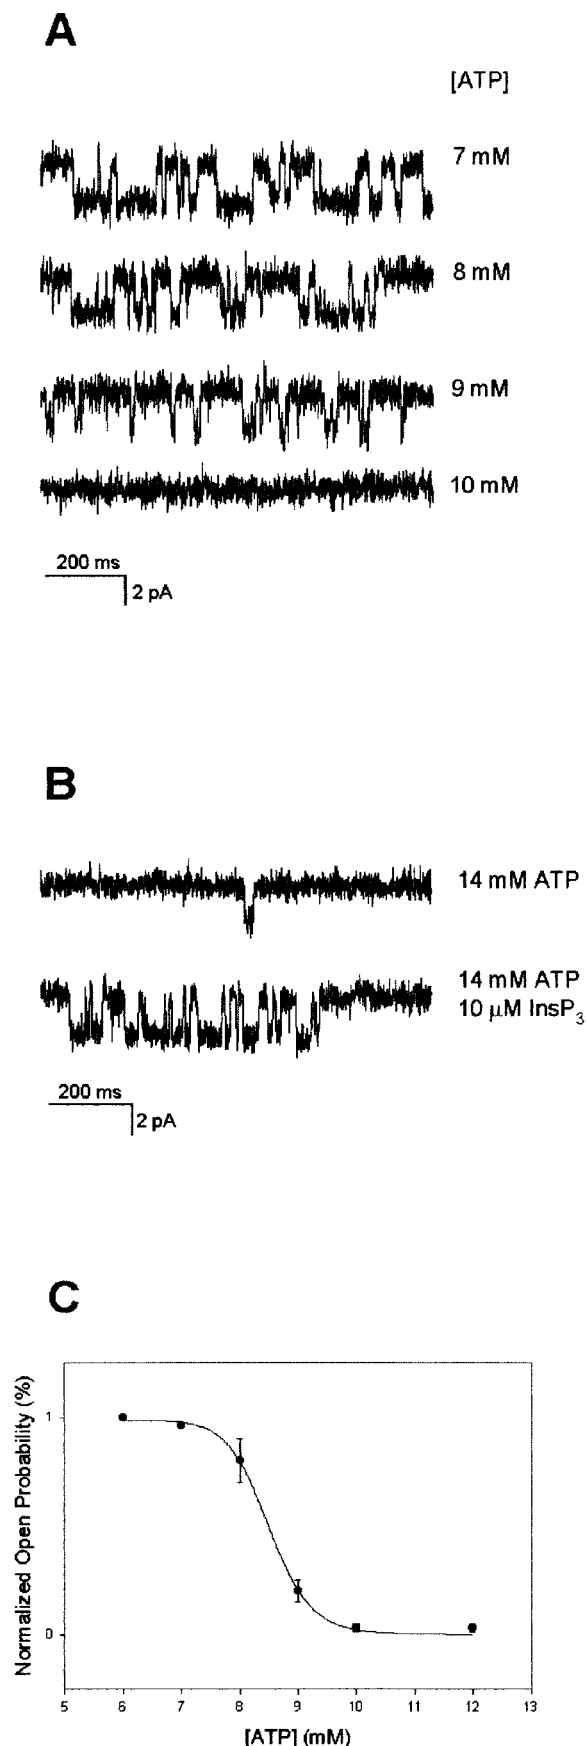 A
[ATP]
7 mM
8 mM
9 mM
10 mM
200 ms
2 pA
B
14 mM ATP
14 mM ATP
10 μM InsP₃
200 ms
2 pA
C
Normalized Open Probability (%)
1
0
5 6 7 8 9 10 11 12 13
[ATP] (mM)